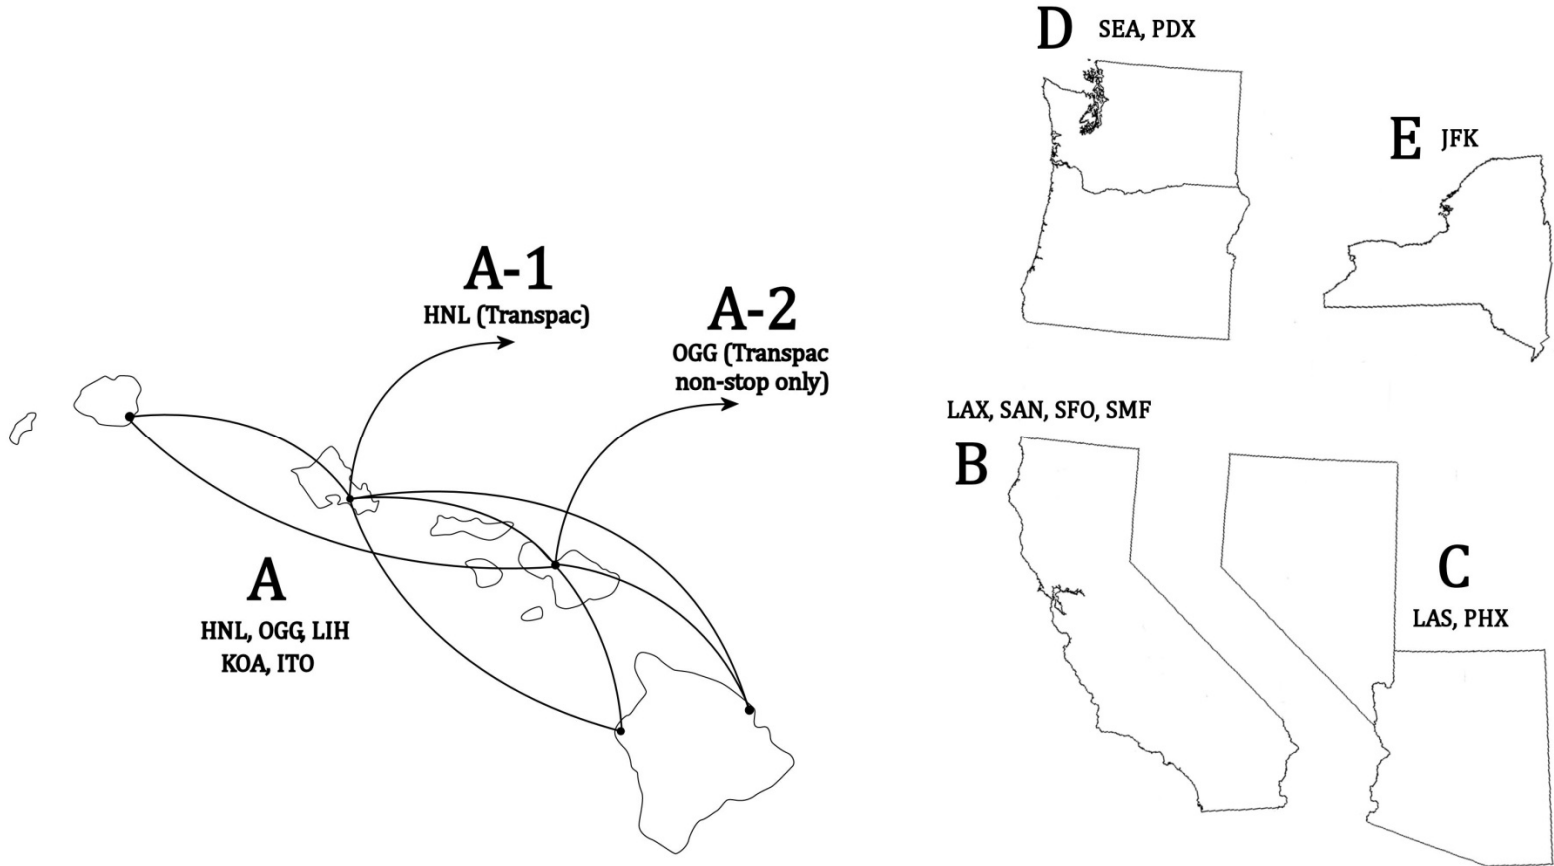 A-1
HNL (Transpac)
A-2
OGG (Transpac
non-stop only)
A
HNL, OGG, LIH
KOA, ITO
D
SEA, PDX
E
JFK
LAX, SAN, SFO, SMF
B
C
LAS, PHX